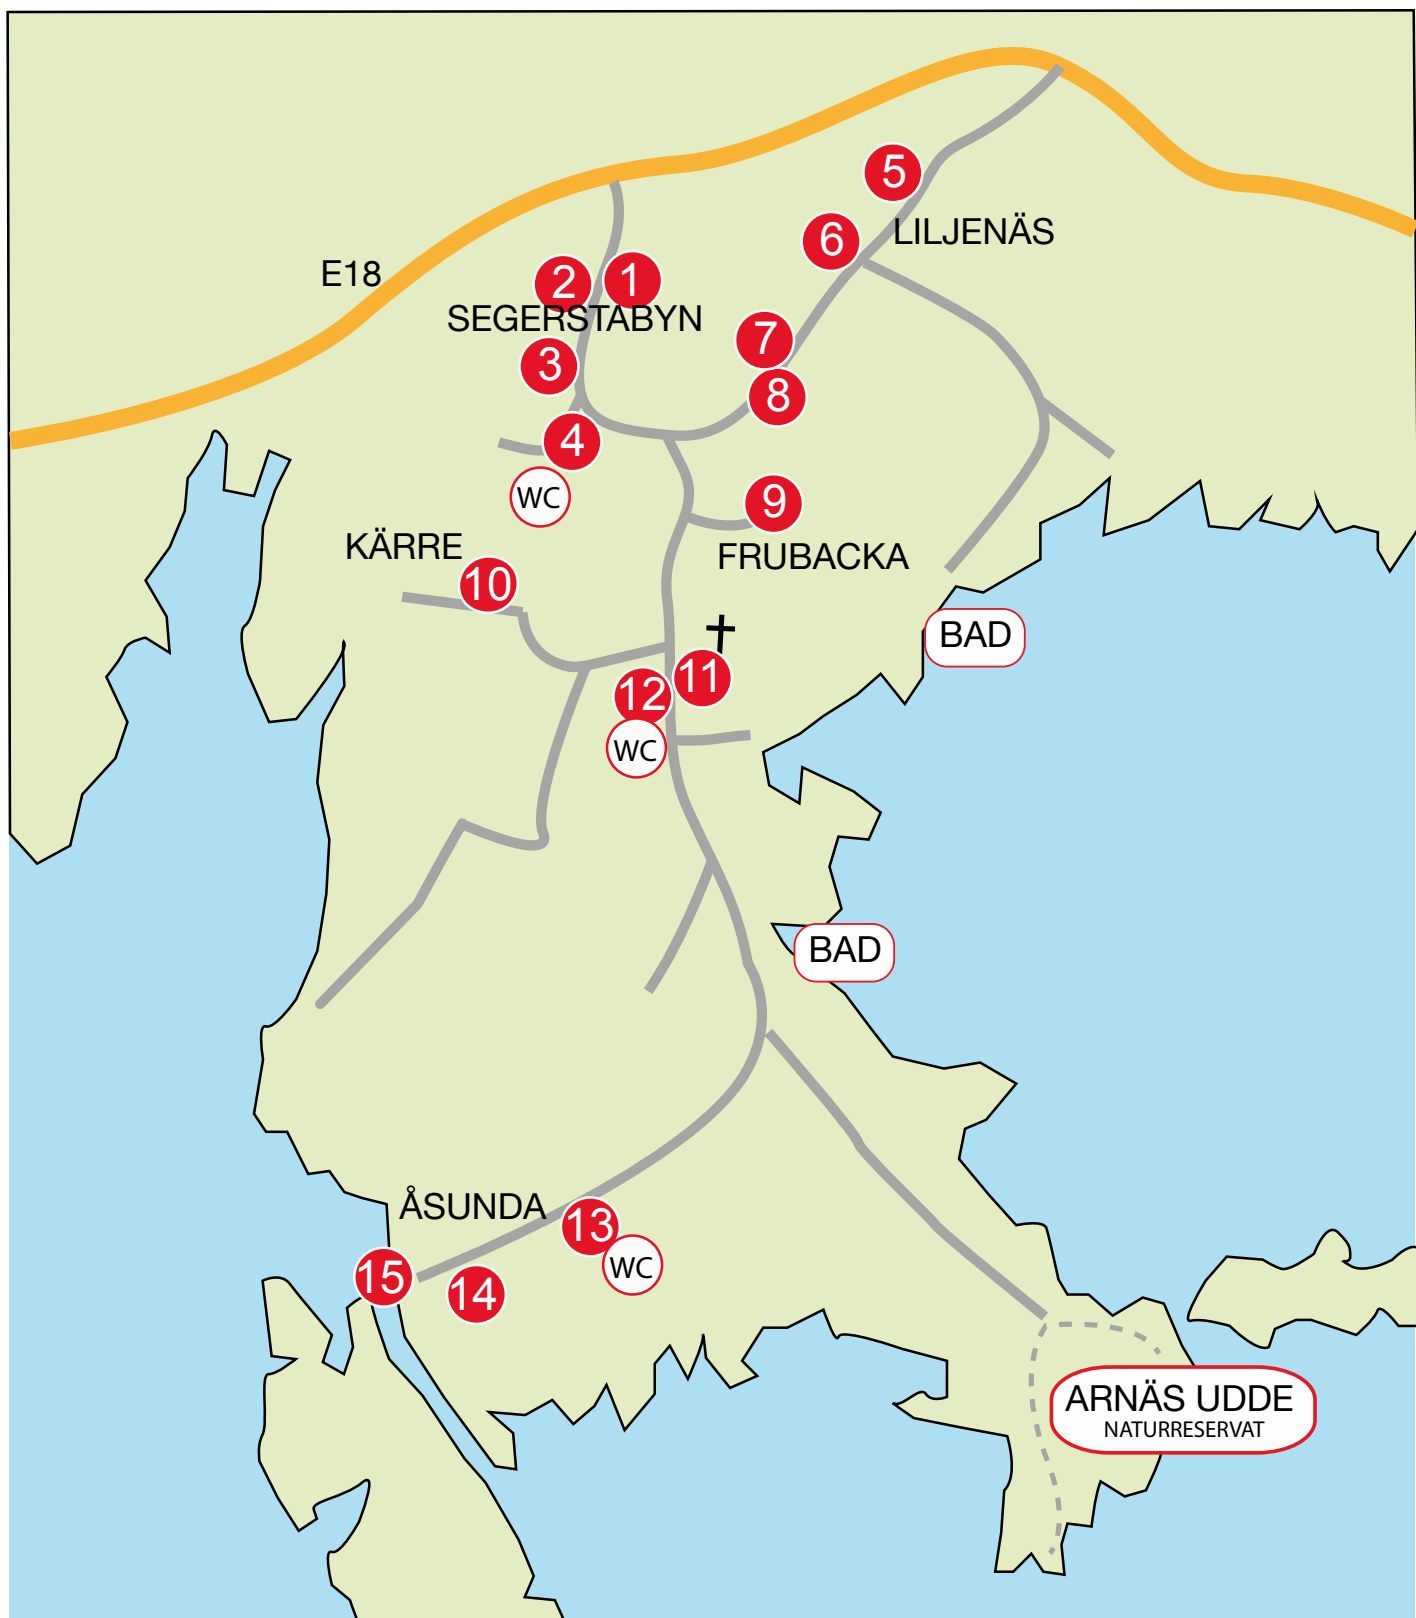 5
6
LILJENÄS
E18
2
1
SEGERSTABYN
7
3
8
4
WC
9
KÄRRE
FRUBACKA
10
BAD
11
12
WC
BAD
ÅSUNDA
13
WC
15
14
ARNÄS UDDE
NATURRESERVAT